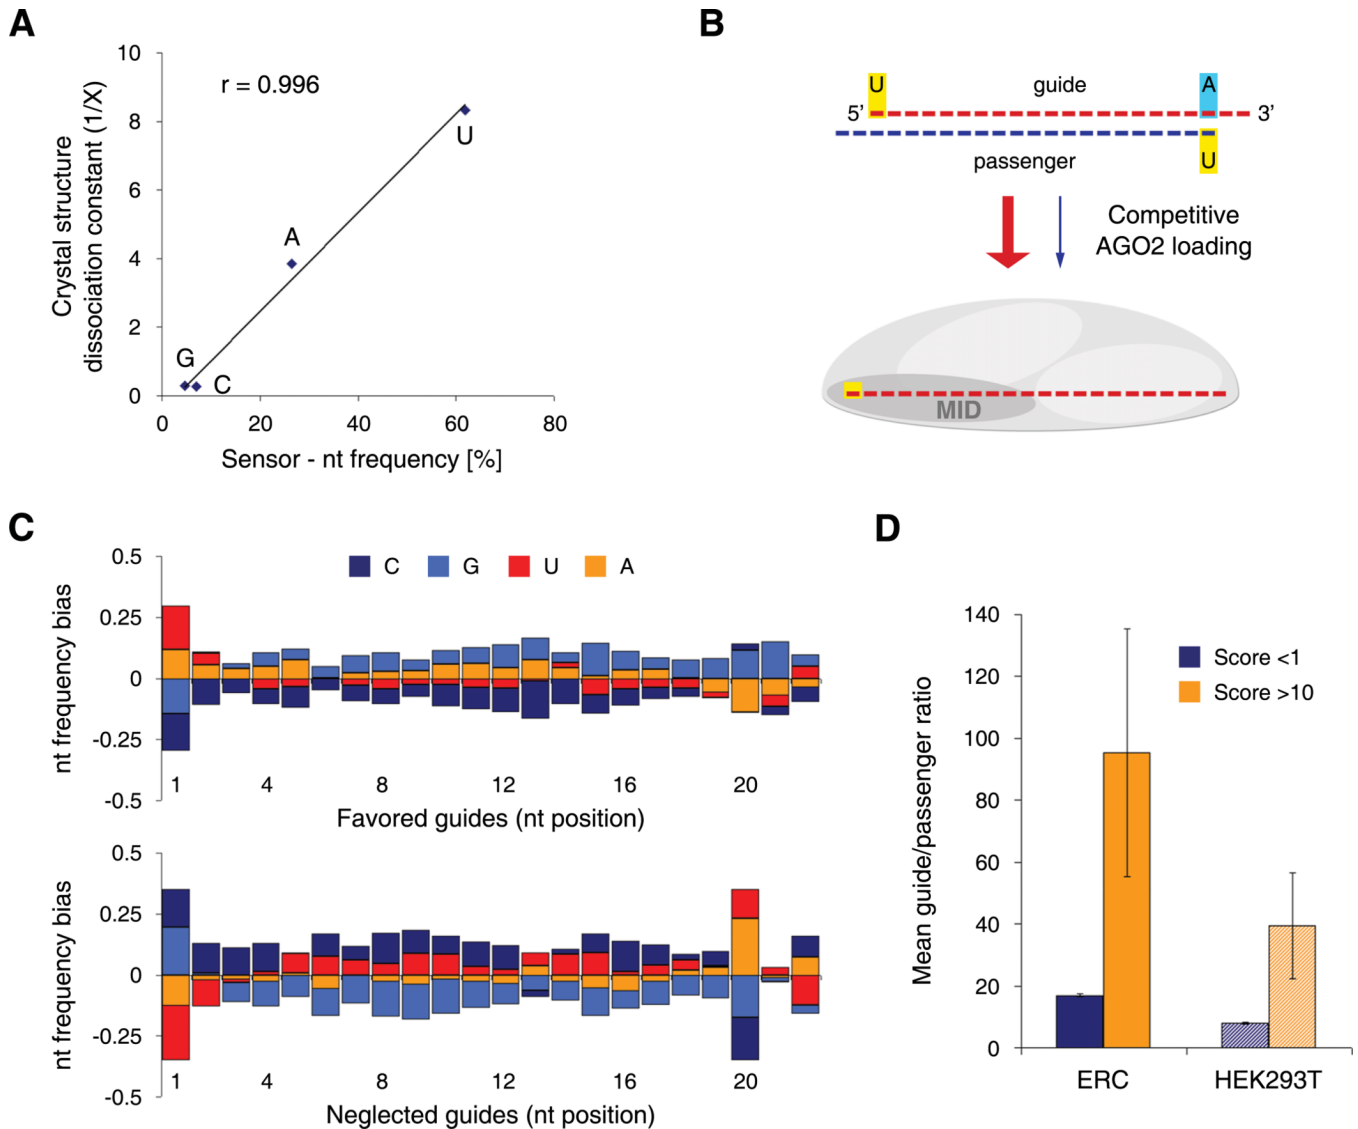 A
10
8
6
4
2
0
r = 0.996
U
A
G
C
0 20 40 60 80
Crystal structure
dissociation constant (1/X)
Sensor - nt frequency [%]
B
U guide A
5’ 3’
passenger U
Competitive
AGO2 loading
MID
C
0.5
0.25
0
-0.25
-0.5
nt frequency bias
C G U A
1 4 8 12 16 20
Favored guides (nt position)
0.5
0.25
0
-0.25
-0.5
nt frequency bias
1 4 8 12 16 20
Neglected guides (nt position)
D
140
120
100
80
60
40
20
0
Mean guide/passenger ratio
Score <1
Score >10
ERC HEK293T